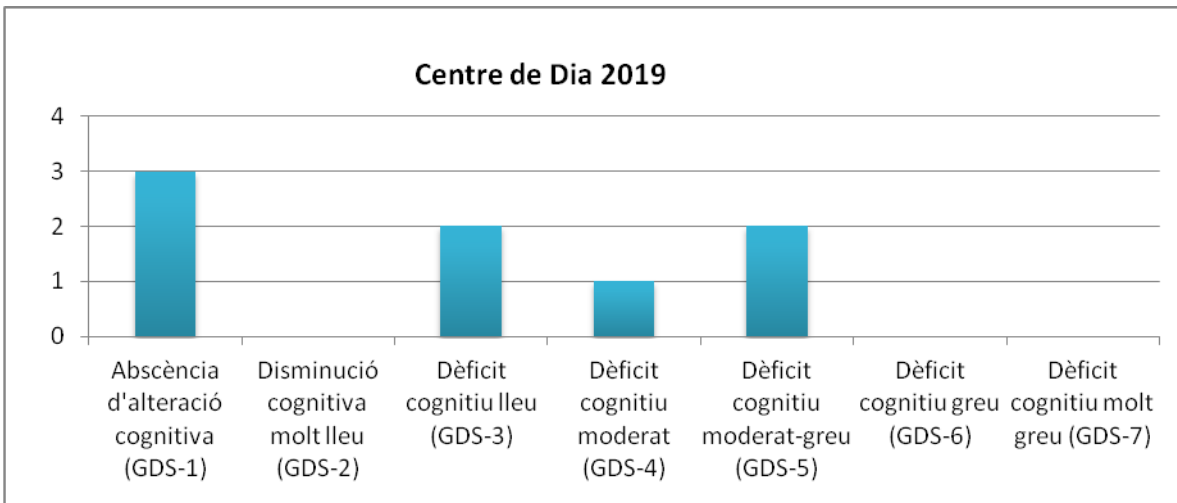 Centre de Dia 2019
4
3
2
1
0
Abscència
d'alteració
cognitiva
(GDS-1)
Disminució
cognitiva
molt lleu
(GDS-2)
Dèficit
cognitiu lleu
(GDS-3)
Dèficit
cognitiu
moderat
(GDS-4)
Dèficit
cognitiu
moderat-greu
(GDS-5)
Dèficit
cognitiu greu
(GDS-6)
Dèficit
cognitiu molt
greu (GDS-7)